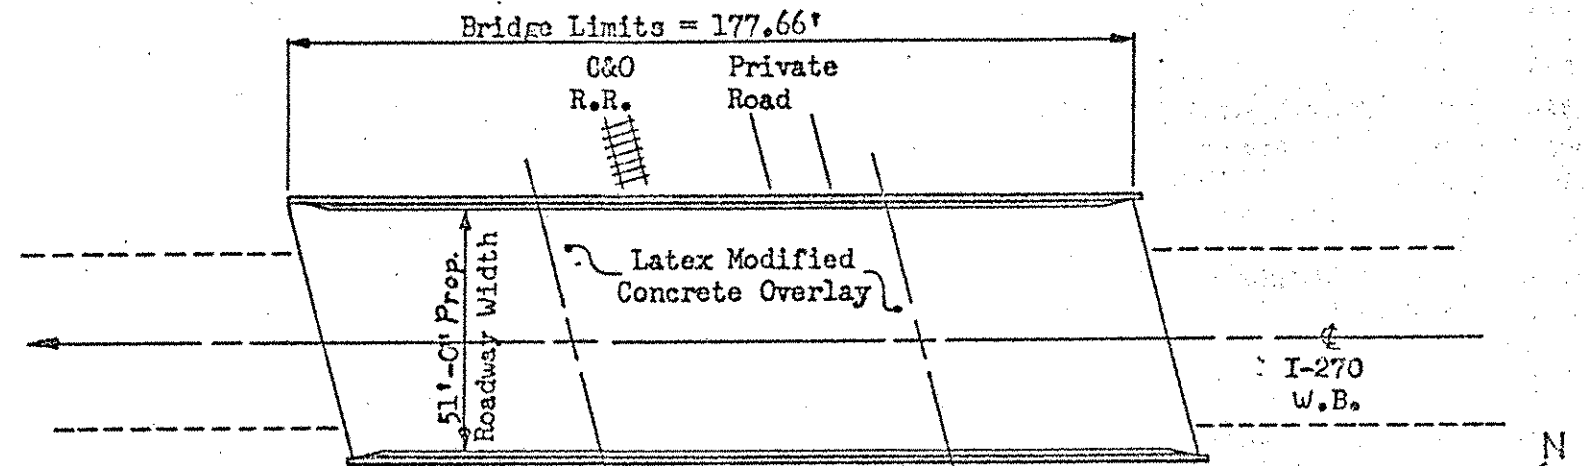 Bridge Limits = 177.66'
C&O
R.R.
Private
Road
Latex Modified
Concrete Overlay
51'-0" Prop.
Roadway Width
℄
I-270
W.B.
N